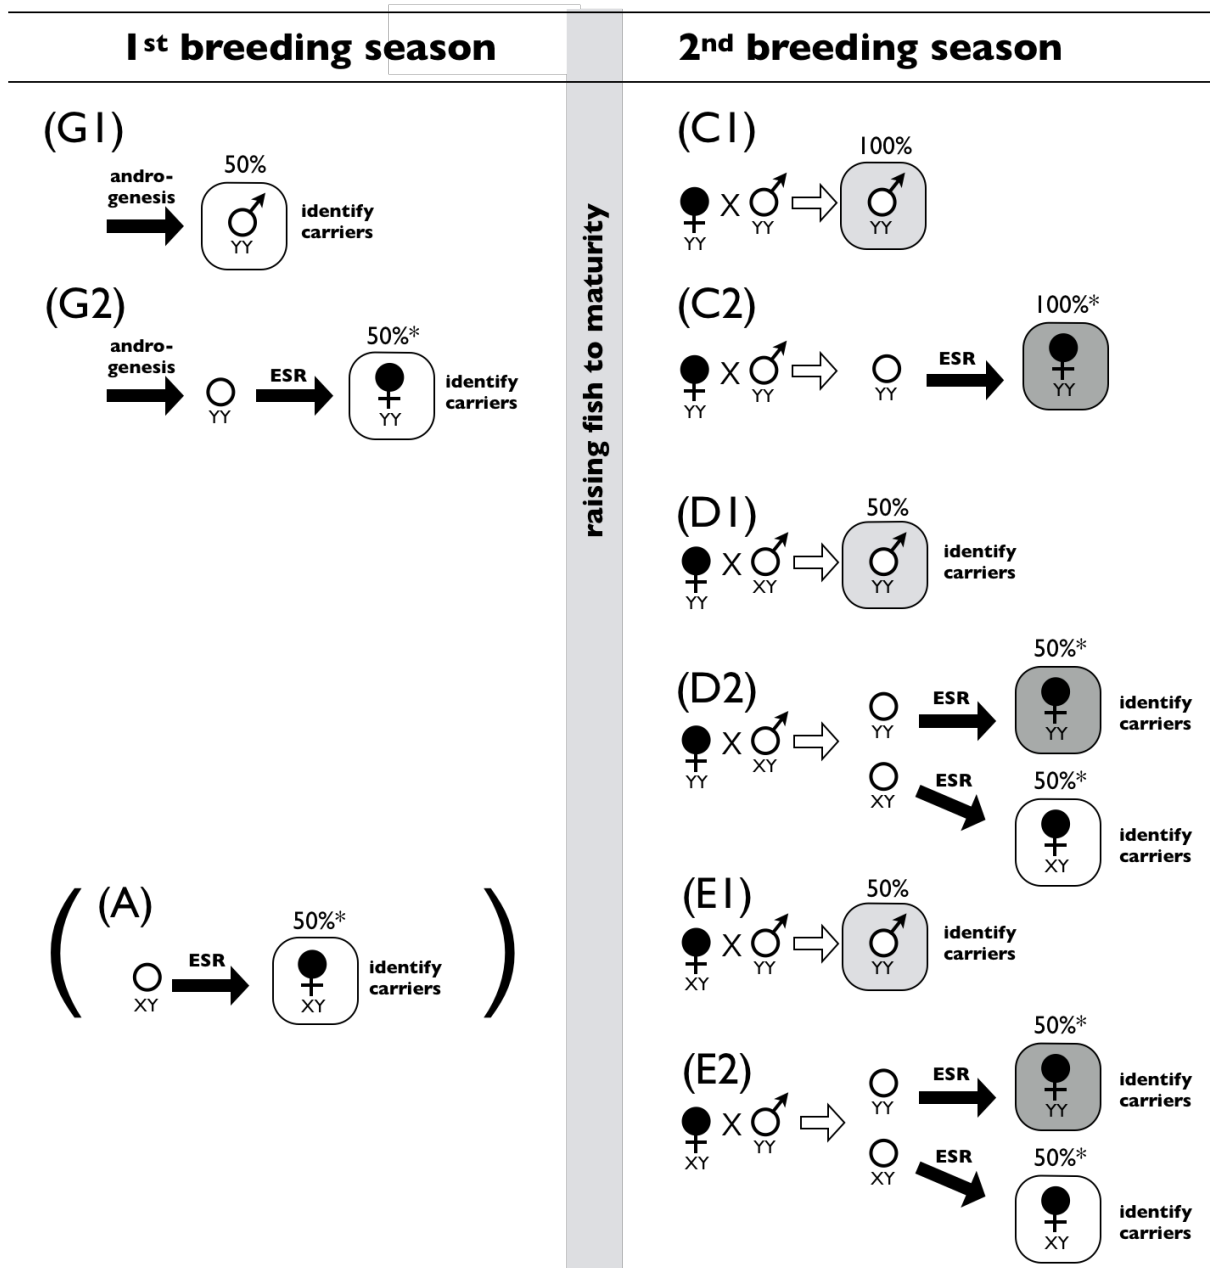 1st breeding season
2nd breeding season
raising fish to maturity
(G1)
andro-
genesis
50%
YY
identify
carriers
(G2)
andro-
genesis
YY
ESR
50%*
YY
identify
carriers
(A)
XY
ESR
50%*
XY
identify
carriers
(C1)
YY X YY
100%
YY
(C2)
YY X YY
YY
ESR
100%*
YY
(D1)
YY X XY
50%
YY
identify
carriers
(D2)
YY X XY
YY
ESR
50%*
YY
identify
carriers
XY
ESR
50%*
XY
identify
carriers
(E1)
XY X YY
50%
YY
identify
carriers
(E2)
XY X YY
YY
ESR
50%*
YY
identify
carriers
XY
ESR
50%*
XY
identify
carriers